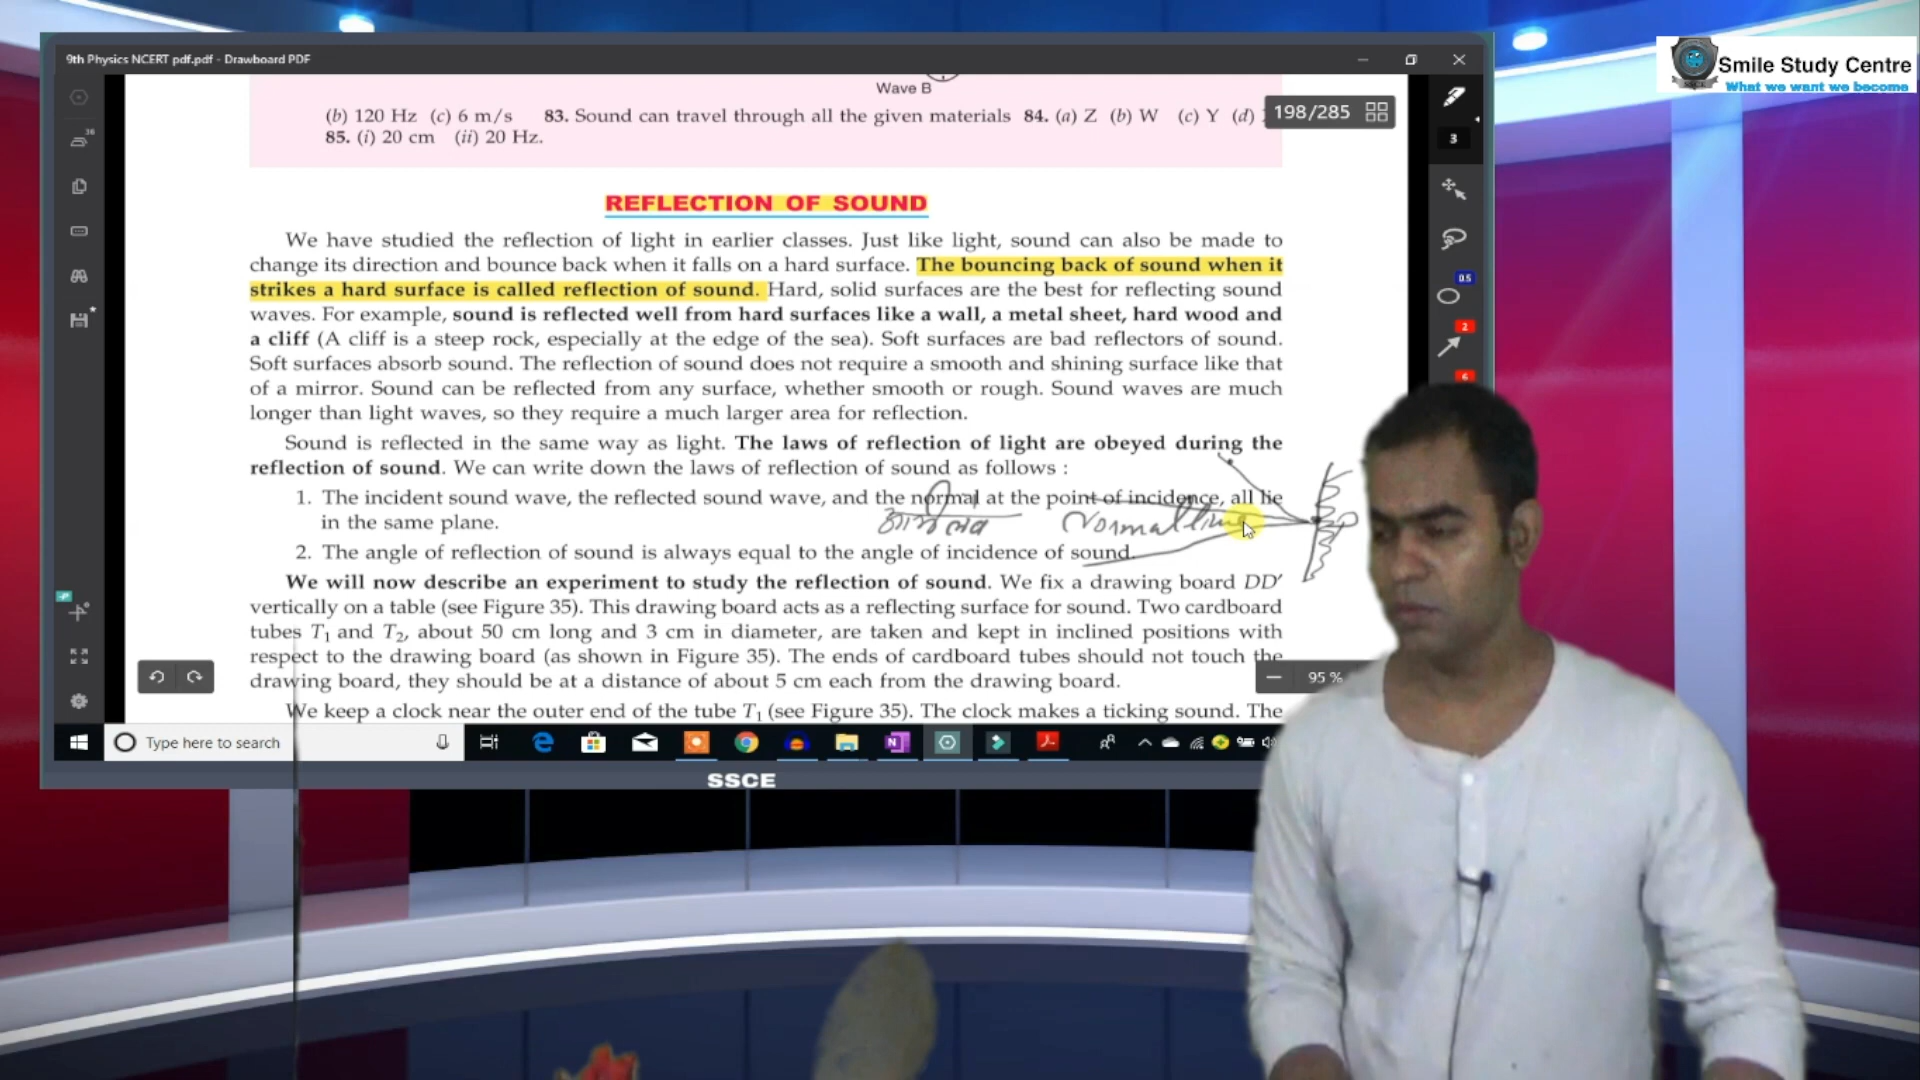 9th Physics NCERT pdf.pdf - Drawboard PDF
Smile Study Centre
What we want we become
Wave B
(b) 120 Hz (c) 6 m/s 83. Sound can travel through all the given materials 84. (a) Z (b) W (c) Y (d)
198/285
85. (i) 20 cm (ii) 20 Hz.
3
REFLECTION OF SOUND
We have studied the reflection of light in earlier classes. Just like light, sound can also be made to
change its direction and bounce back when it falls on a hard surface. The bouncing back of sound when it
strikes a hard surface is called reflection of sound. Hard, solid surfaces are the best for reflecting sound
waves. For example, sound is reflected well from hard surfaces like a wall, a metal sheet, hard wood and
a cliff (A cliff is a steep rock, especially at the edge of the sea). Soft surfaces are bad reflectors of sound.
Soft surfaces absorb sound. The reflection of sound does not require a smooth and shining surface like that
of a mirror. Sound can be reflected from any surface, whether smooth or rough. Sound waves are much
longer than light waves, so they require a much larger area for reflection.
Sound is reflected in the same way as light. The laws of reflection of light are obeyed during the
reflection of sound. We can write down the laws of reflection of sound as follows :
1. The incident sound wave, the reflected sound wave, and the normal at the point of incidence, all lie
in the same plane.
Normal line
2. The angle of reflection of sound is always equal to the angle of incidence of sound.
We will now describe an experiment to study the reflection of sound. We fix a drawing board DD′
vertically on a table (see Figure 35). This drawing board acts as a reflecting surface for sound. Two cardboard
tubes T1 and T2, about 50 cm long and 3 cm in diameter, are taken and kept in inclined positions with
respect to the drawing board (as shown in Figure 35). The ends of cardboard tubes should not touch the
drawing board, they should be at a distance of about 5 cm each from the drawing board.
95 %
We keep a clock near the outer end of the tube T1 (see Figure 35). The clock makes a ticking sound. The
Type here to search
SSCE